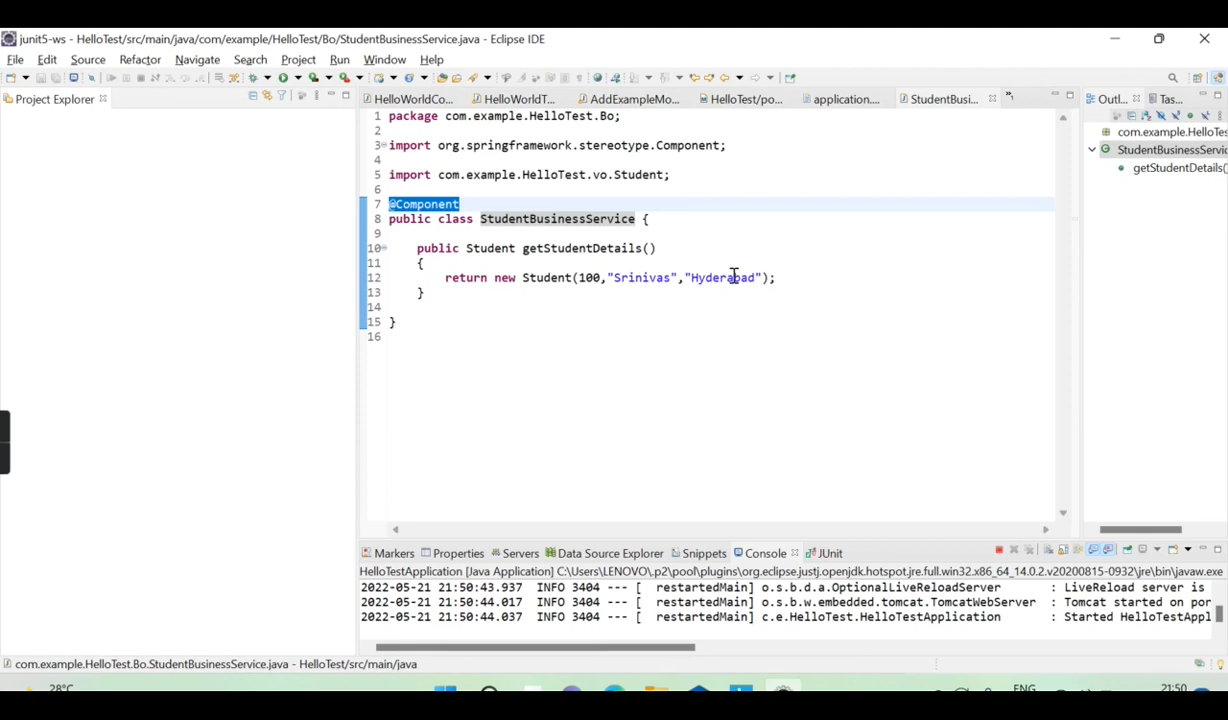 junit5-ws - HelloTest/src/main/java/com/example/HelloTest/Bo/StudentBusinessService.java - Eclipse IDE
File Edit Source Refactor Navigate Search Project Run Window Help
Project Explorer
HelloWorldCo... HelloWorldT... AddExampleMo... HelloTest/po... application.... StudentBusi...
1 package com.example.HelloTest.Bo;
2
3 import org.springframework.stereotype.Component;
4
5 import com.example.HelloTest.vo.Student;
6
7 @Component
8 public class StudentBusinessService {
9
10 public Student getStudentDetails()
11 {
12 return new Student(100,"Srinivas","Hyderabad");
13 }
14
15 }
16
Outl... Tas...
com.example.HelloTes
StudentBusinessServic
getStudentDetails()
Markers Properties Servers Data Source Explorer Snippets Console JUnit
HelloTestApplication [Java Application] C:\Users\LENOVO\.p2\pool\plugins\org.eclipse.justj.openjdk.hotspot.jre.full.win32.x86_64_14.0.2.v20200815-0932\jre\bin\javaw.exe
2022-05-21 21:50:43.937 INFO 3404 --- [ restartedMain] o.s.b.d.a.OptionalLiveReloadServer : LiveReload server is
2022-05-21 21:50:44.017 INFO 3404 --- [ restartedMain] o.s.b.w.embedded.tomcat.TomcatWebServer : Tomcat started on por
2022-05-21 21:50:44.037 INFO 3404 --- [ restartedMain] c.e.HelloTest.HelloTestApplication : Started HelloTestAppl
com.example.HelloTest.Bo.StudentBusinessService.java - HelloTest/src/main/java
28°C ENG 21:50